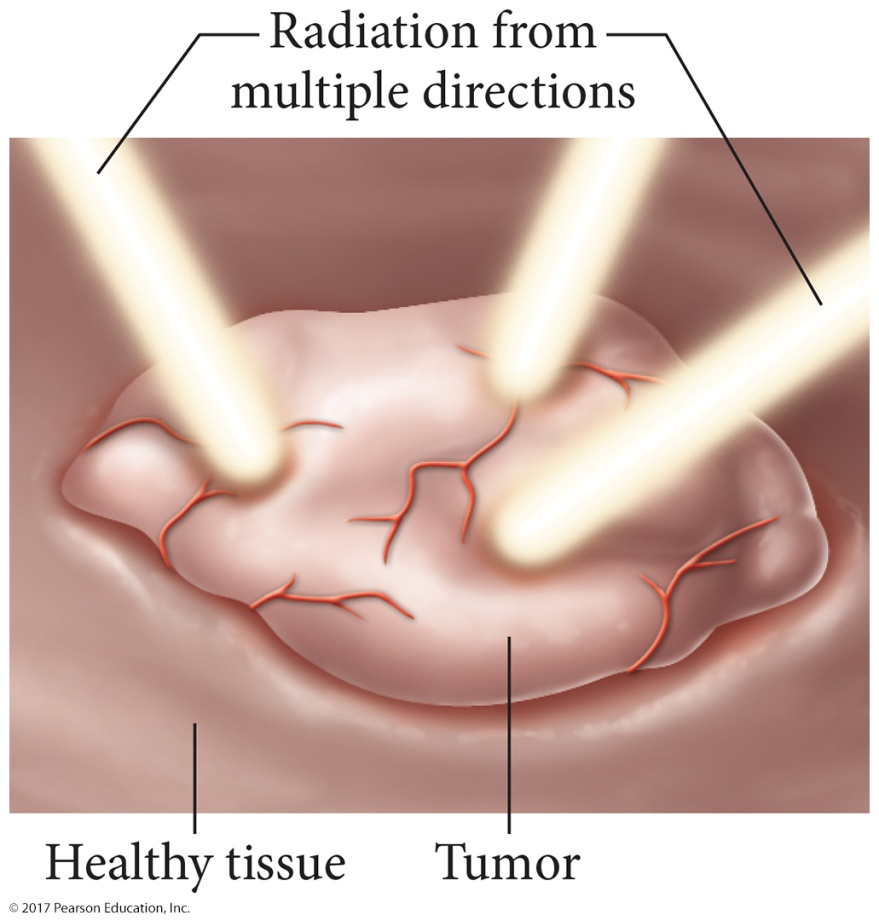 Radiation from
multiple directions
Healthy tissue
Tumor
© 2017 Pearson Education, Inc.